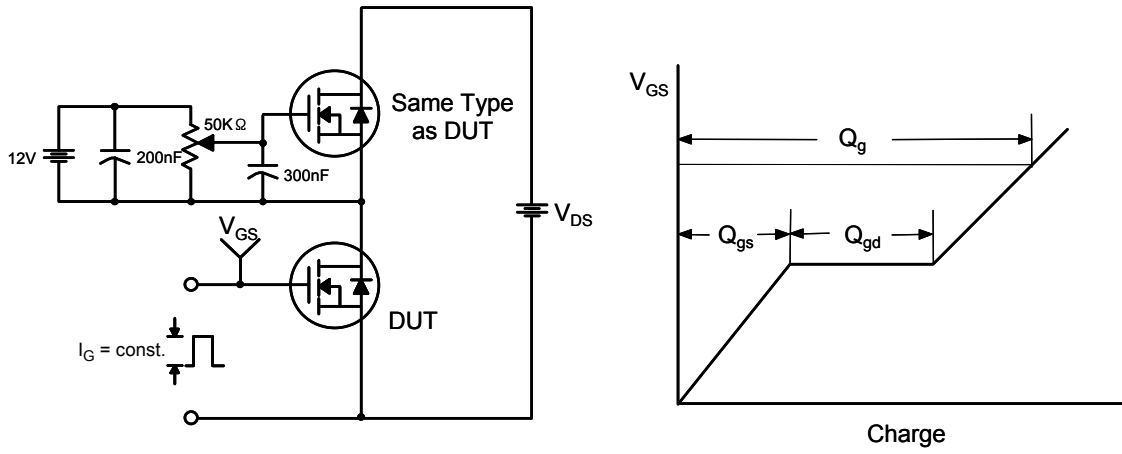 12V
200nF
50KΩ
300nF
Same Type
as DUT
V_DS
V_GS
DUT
I_G = const.
V_GS
Q_g
Q_gs
Q_gd
Charge